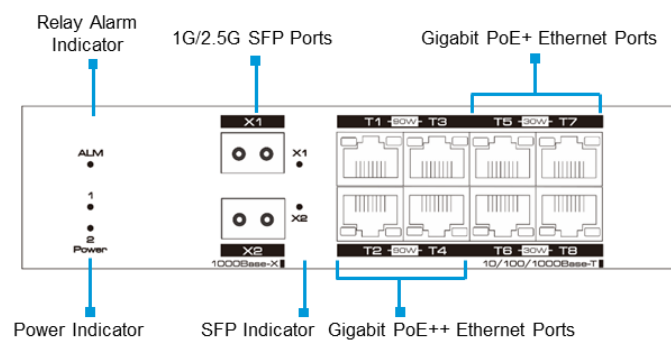 Relay Alarm
Indicator
1G/2.5G SFP Ports
Gigabit PoE+ Ethernet Ports
X1
T1 -90W- T3
T5 -30W- T7
ALM
X1
1
X2
2
Power
X2
T2 -90W- T4
T6 -30W- T8
1000Base-X
10/100/1000Base-T
Power Indicator
SFP Indicator
Gigabit PoE++ Ethernet Ports